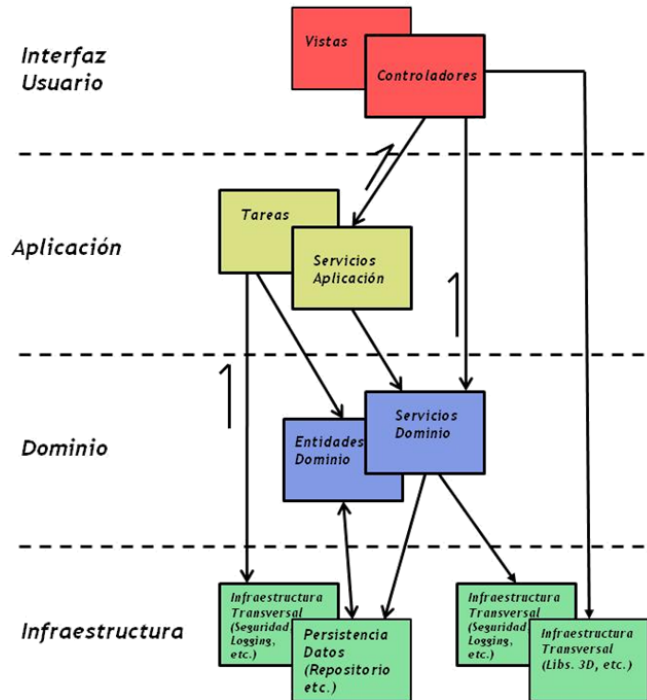 Interfaz
Usuario
Vistas
Controladores
Aplicación
Tareas
Servicios
Aplicación
Dominio
Entidades
Dominio
Servicios
Dominio
Infraestructura
Infraestructura
Transversal
(Seguridad,
Logging,
etc.)
Persistencia
Datos
(Repositorio
etc.)
Infraestructura
Transversal
(Seguridad,
Logging,
etc.)
Infraestructura
Transversal
(Libs. 3D, etc.)